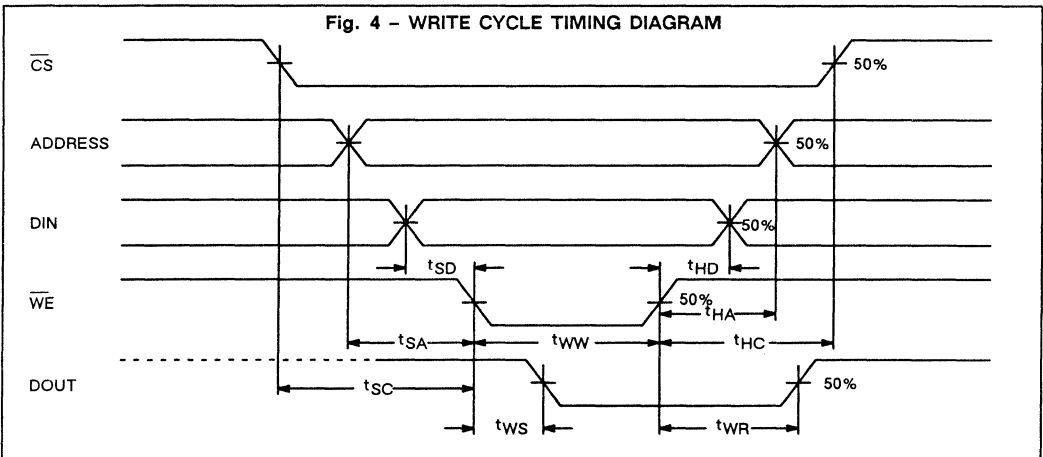 Fig. 4 – WRITE CYCLE TIMING DIAGRAM
CS
50%
ADDRESS
50%
DIN
50%
tSD
tHD
WE
50%
tHA
tSA
tWW
tHC
DOUT
tSC
50%
tWS
tWR